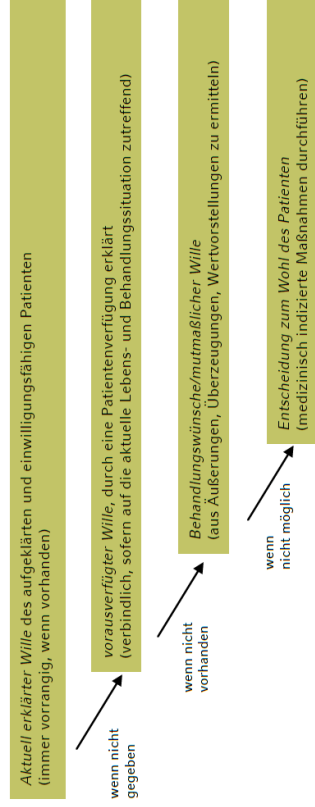 Aktuell erklärter Wille des aufgeklärten und einwilligungsfähigen Patienten
(immer vorrangig, wenn vorhanden)
wenn nicht
gegeben
vorausverfügter Wille, durch eine Patientenverfügung erklärt
(verbindlich, sofern auf die aktuelle Lebens- und Behandlungssituation zutreffend)
wenn nicht
vorhanden
Behandlungswünsche/mutmaßlicher Wille
(aus Äußerungen, Überzeugungen, Wertvorstellungen zu ermitteln)
wenn
nicht möglich
Entscheidung zum Wohl des Patienten
(medizinisch indizierte Maßnahmen durchführen)